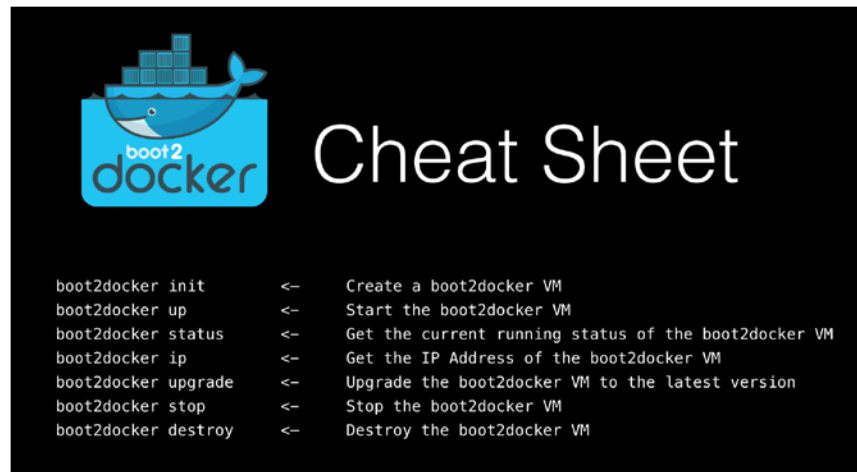 boot2
docker
Cheat Sheet
boot2docker init <- Create a boot2docker VM
boot2docker up <- Start the boot2docker VM
boot2docker status <- Get the current running status of the boot2docker VM
boot2docker ip <- Get the IP Address of the boot2docker VM
boot2docker upgrade <- Upgrade the boot2docker VM to the latest version
boot2docker stop <- Stop the boot2docker VM
boot2docker destroy <- Destroy the boot2docker VM